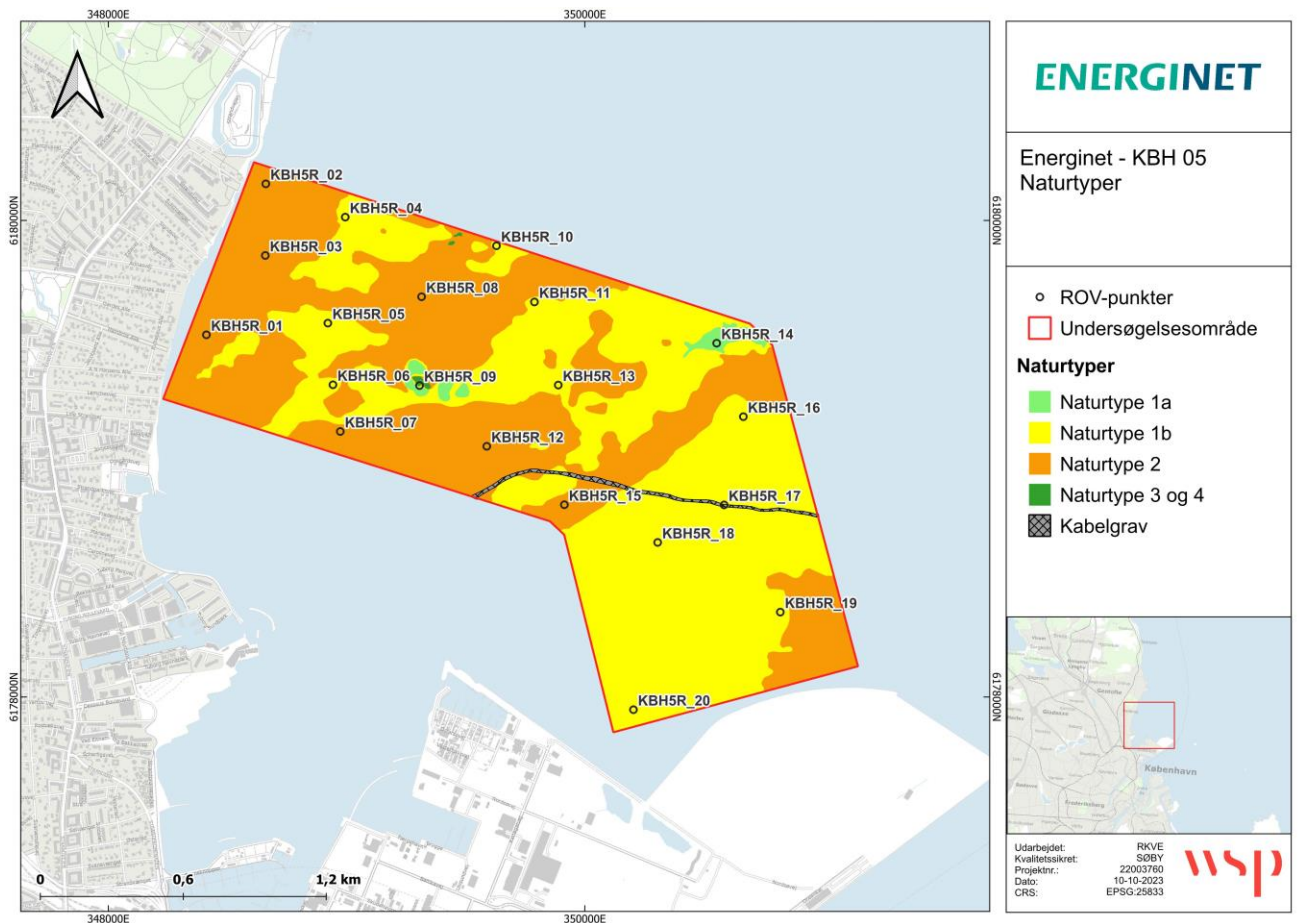 348000E
350000E
6180000N
6180000N
6178000N
6178000N
KBH5R_02
KBH5R_04
KBH5R_10
KBH5R_03
KBH5R_08
KBH5R_11
KBH5R_05
KBH5R_01
KBH5R_14
KBH5R_06
KBH5R_09
KBH5R_13
KBH5R_16
KBH5R_07
KBH5R_12
KBH5R_15
KBH5R_17
KBH5R_18
KBH5R_19
KBH5R_20
0
0,6
1,2 km
348000E
350000E
ENERGINET
Energinet - KBH 05
Naturtyper
ROV-punkter
Undersøgelsesområde
Naturtyper
Naturtype 1a
Naturtype 1b
Naturtype 2
Naturtype 3 og 4
Kabelgrav
København
Frederiksberg
Udarbejdet: RKVE
Kvalitetssikret: SØBY
Projektnr.: 22003760
Dato: 10-10-2023
CRS: EPSG:25833
wsp